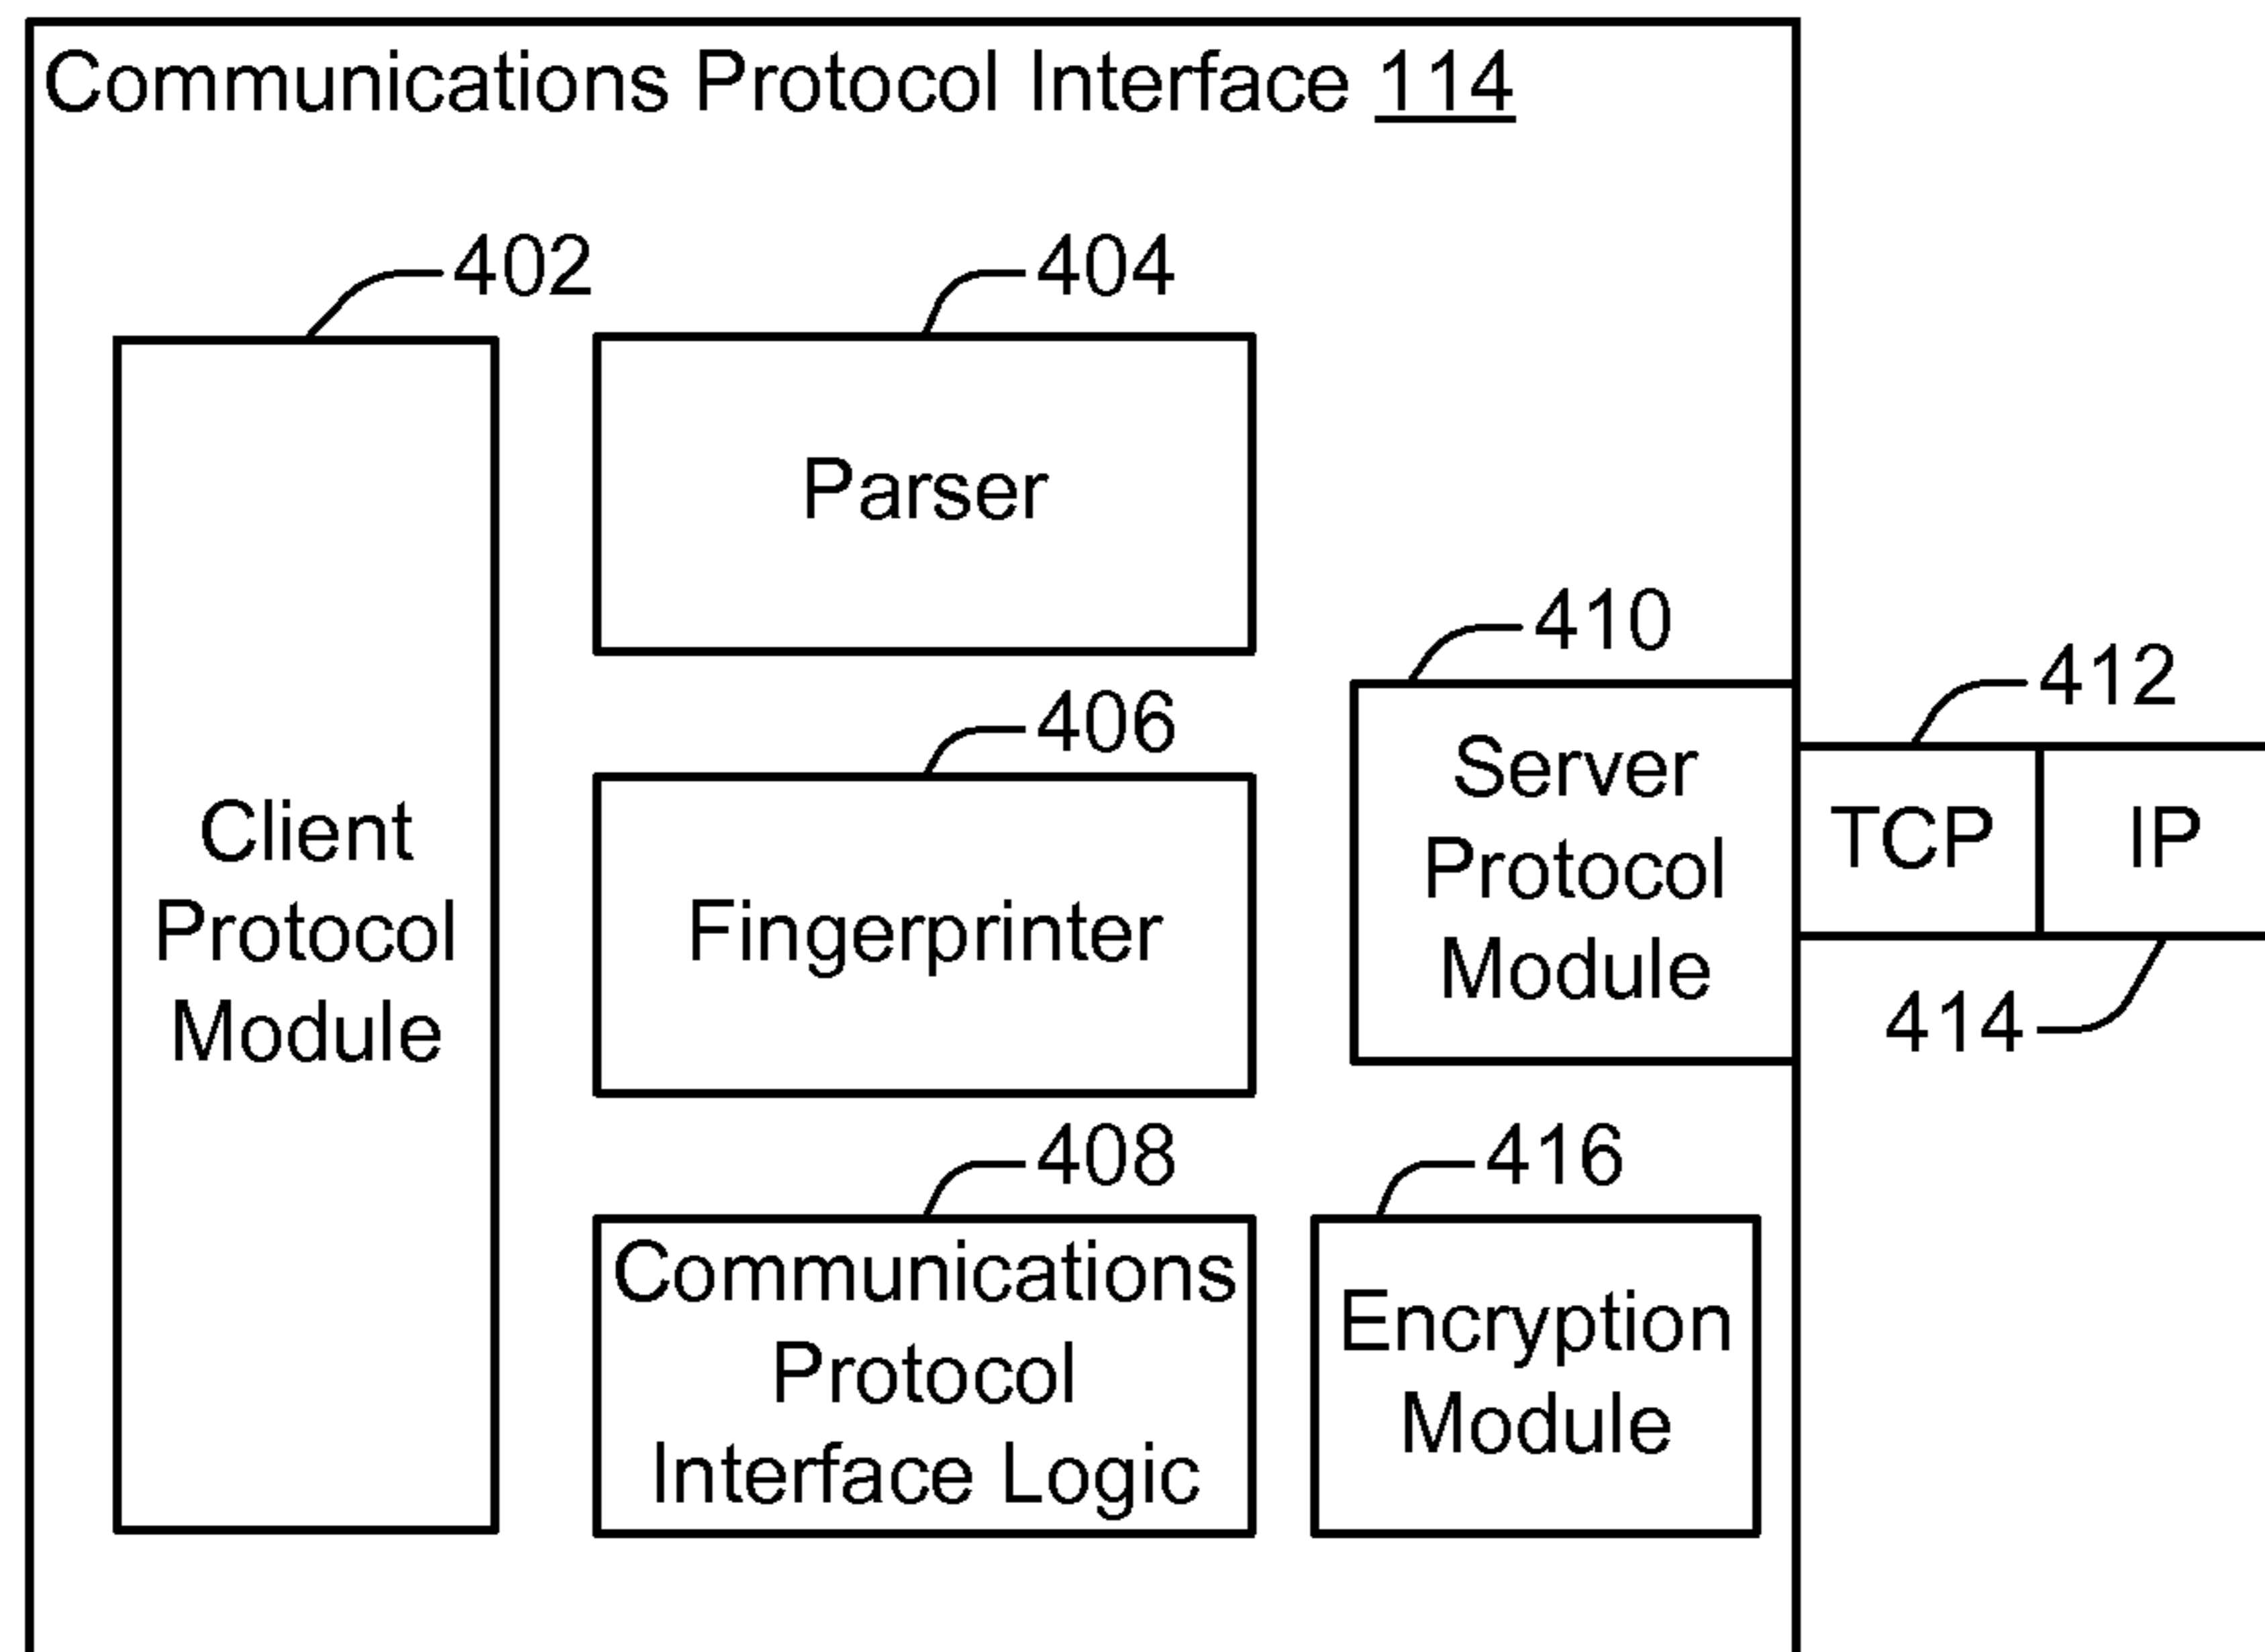 Communications Protocol Interface 114
402
404
Parser
410
412
406
Client
Protocol
Module
Fingerprinter
Server
Protocol
Module
TCP
IP
414
408
416
Communications
Protocol
Interface Logic
Encryption
Module